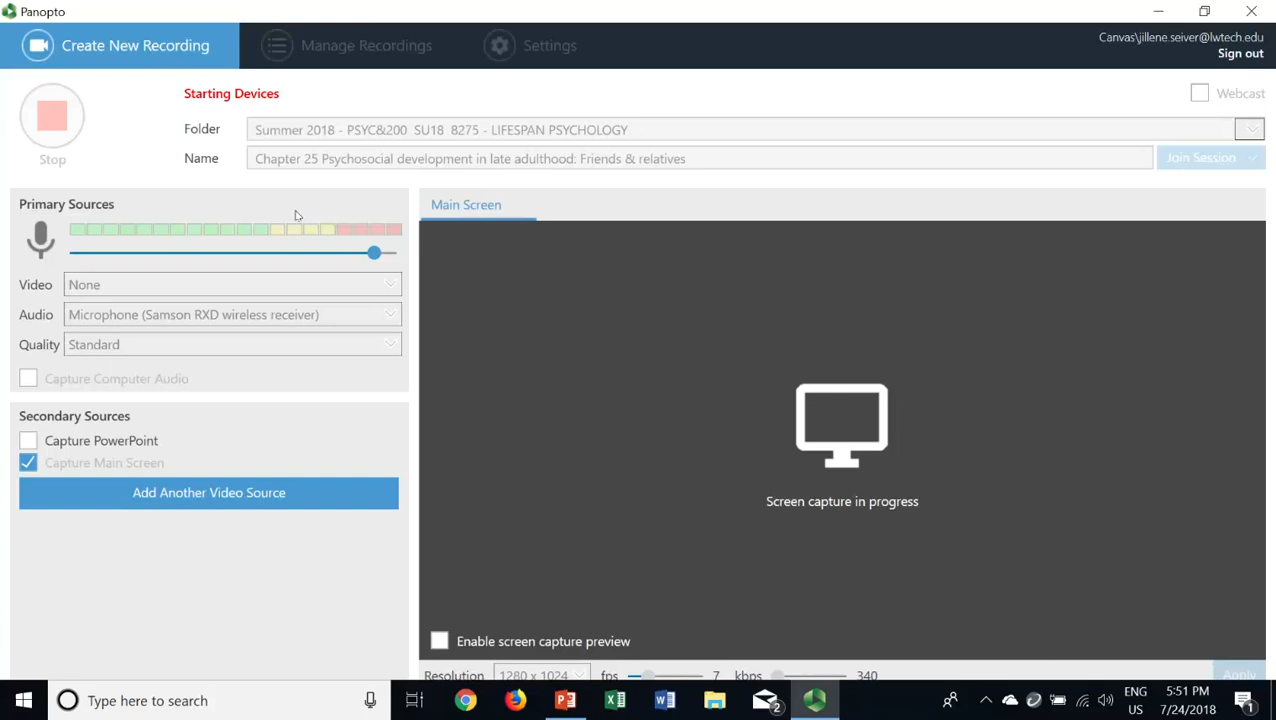 Panopto
Create New Recording
Manage Recordings
Settings
Canvas\jillene.seiver@lwtech.edu
Sign out
Stop
Starting Devices
Webcast
Folder
Summer 2018 - PSYC&200 SU18 8275 - LIFESPAN PSYCHOLOGY
Name
Chapter 25 Psychosocial development in late adulthood: Friends & relatives
Join Session
Primary Sources
Video
None
Audio
Microphone (Samson RXD wireless receiver)
Quality
Standard
Capture Computer Audio
Secondary Sources
Capture PowerPoint
Capture Main Screen
Add Another Video Source
Main Screen
Screen capture in progress
Enable screen capture preview
Resolution 1280 x 1024 fps 7 kbps 340 Apply
Type here to search
2
ENG
US
5:51 PM
7/24/2018
1